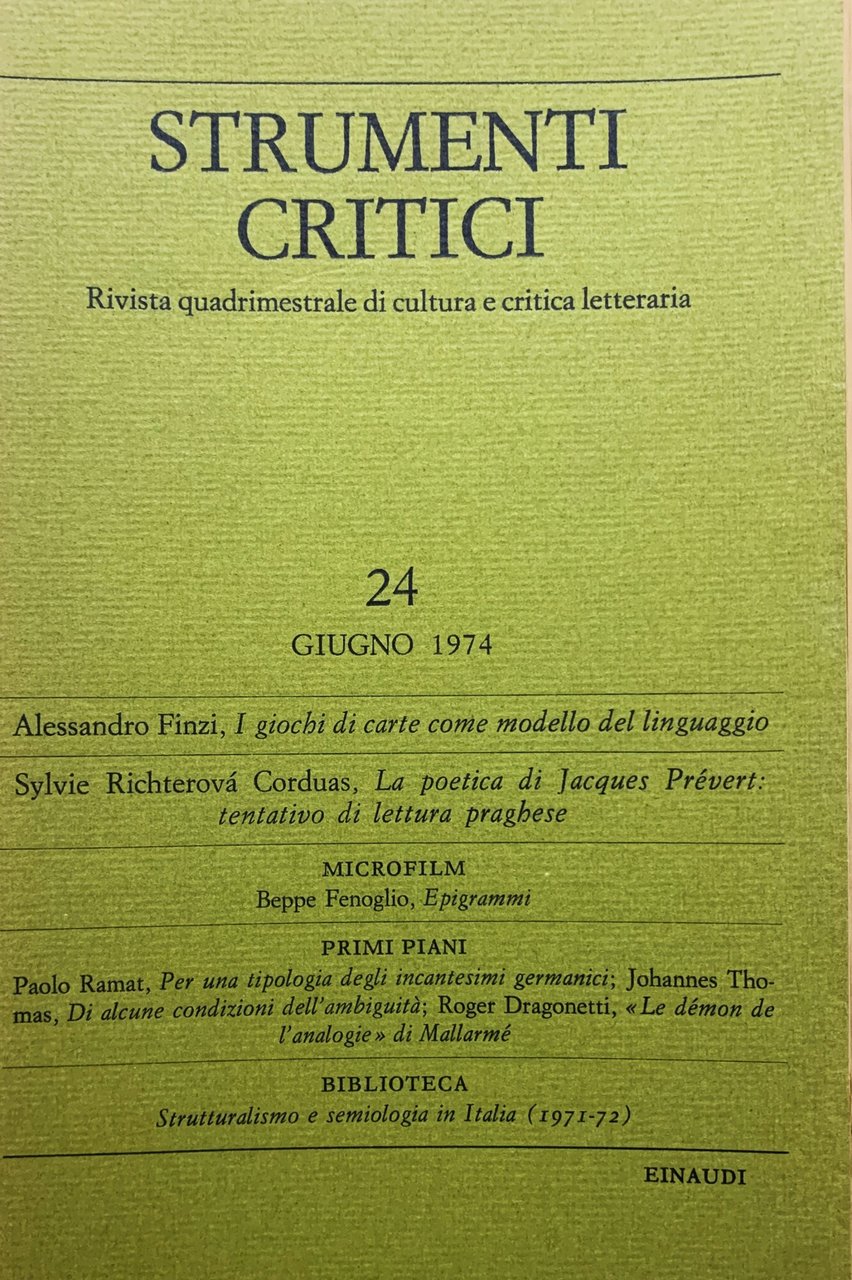 STRUMENTI
CRITICI
Rivista quadrimestrale di cultura e critica letteraria
24
GIUGNO 1974
Alessandro Finzi, I giochi di carte come modello del linguaggio
Sylvie Richterová Corduas, La poetica di Jacques Prévert:
tentativo di lettura praghese
MICROFILM
Beppe Fenoglio, Epigrammi
PRIMI PIANI
Paolo Ramat, Per una tipologia degli incantesimi germanici; Johannes Tho-
mas, Di alcune condizioni dell'ambiguità; Roger Dragonetti, «Le démon de
l'analogie» di Mallarmé
BIBLIOTECA
Strutturalismo e semiologia in Italia (1971-72)
EINAUDI